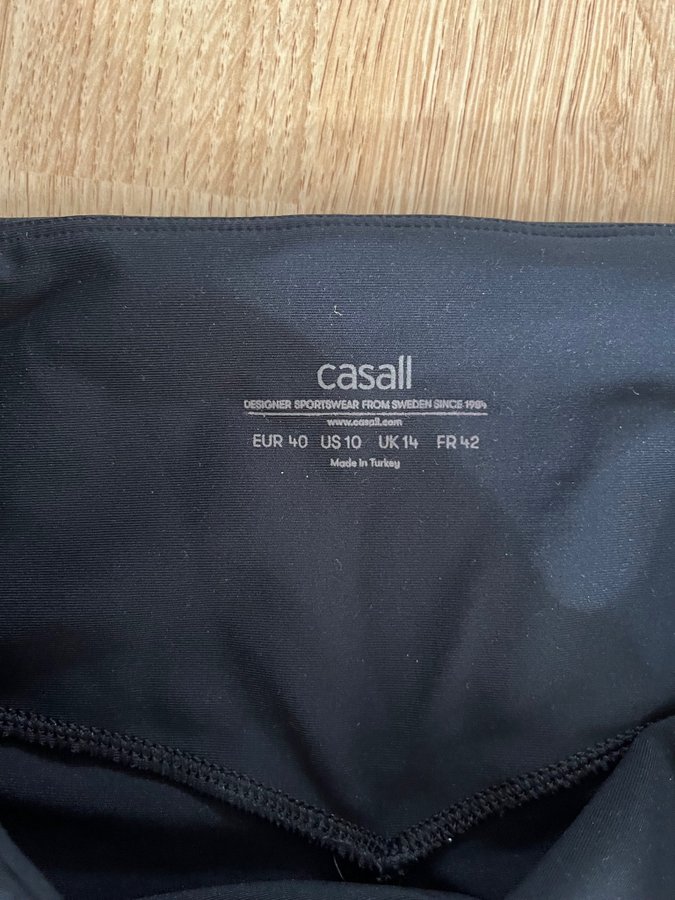 casall
DESIGNER SPORTSWEAR FROM SWEDEN SINCE 1984
www.casall.com
EUR 40 US 10 UK 14 FR 42
Made in Turkey